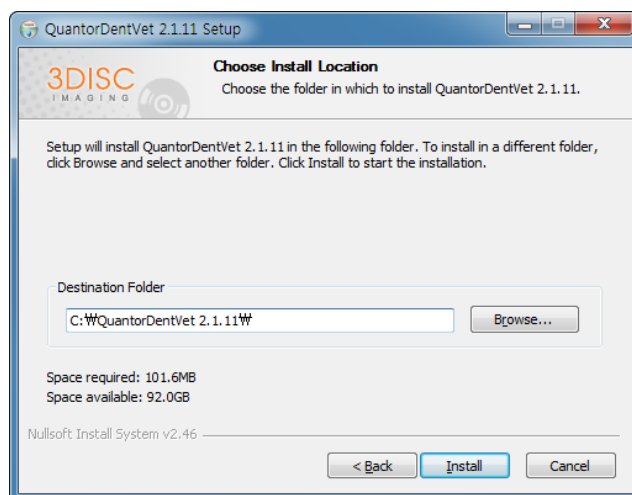 QuantorDentVet 2.1.11 Setup
3DISC
IMAGING
Choose Install Location
Choose the folder in which to install QuantorDentVet 2.1.11.
Setup will install QuantorDentVet 2.1.11 in the following folder. To install in a different folder,
click Browse and select another folder. Click Install to start the installation.
Destination Folder
C:₩QuantorDentVet 2.1.11₩
Browse...
Space required: 101.6MB
Space available: 92.0GB
Nullsoft Install System v2.46
< Back
Install
Cancel